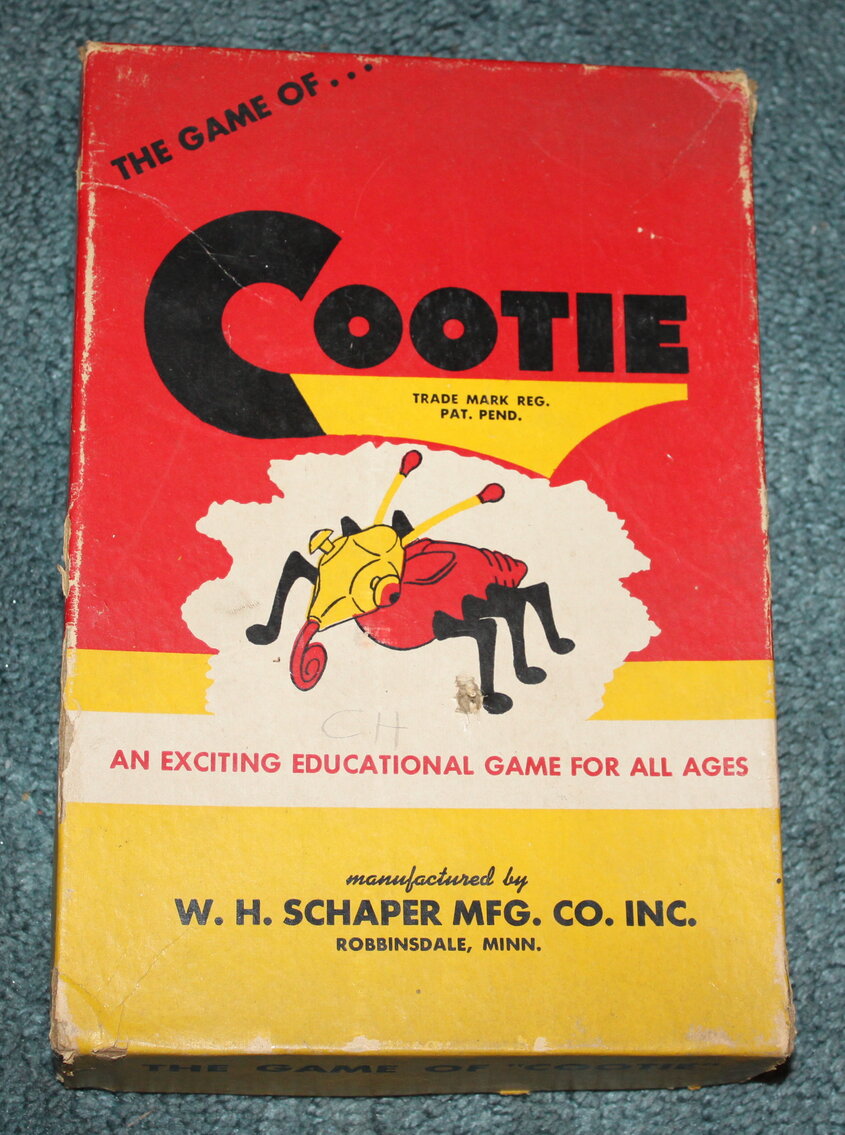 THE GAME OF...
COOTIE
TRADE MARK REG.
PAT. PEND.
CH
AN EXCITING EDUCATIONAL GAME FOR ALL AGES
manufactured by
W. H. SCHAPER MFG. CO. INC.
ROBBINSDALE, MINN.
THE GAME OF "COOTIE"